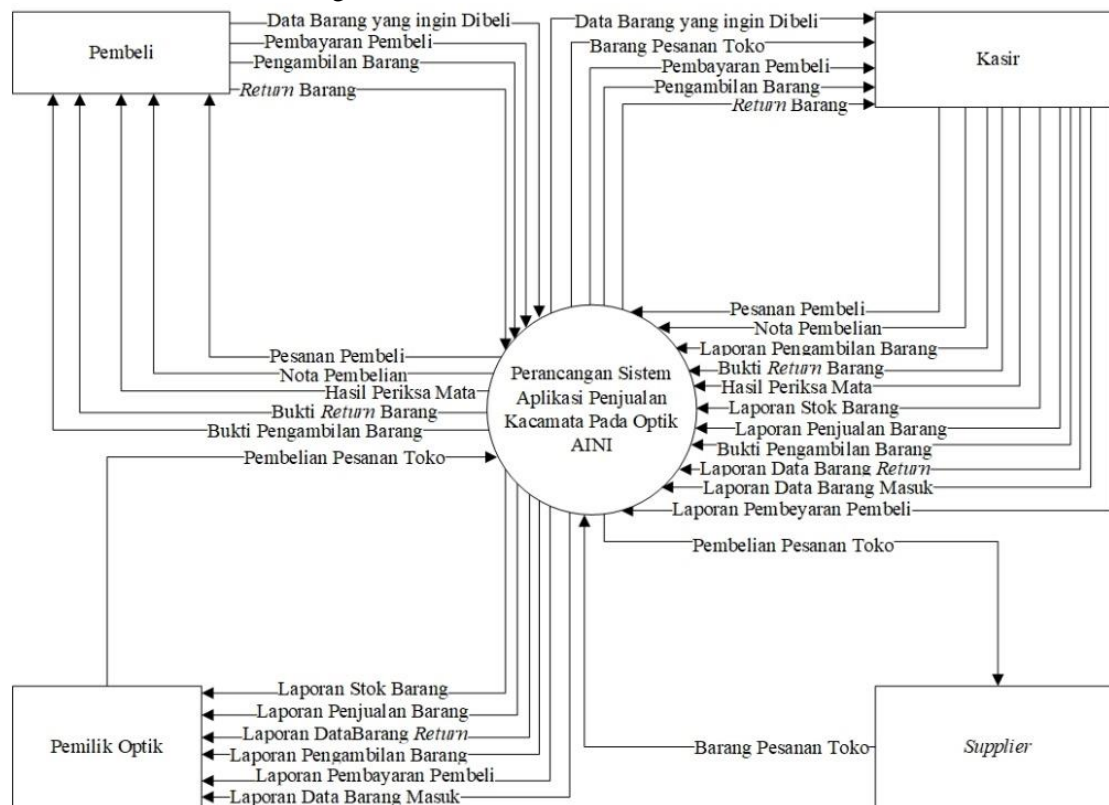 Pembeli
Data Barang yang ingin Dibeli
Pembayaran Pembeli
Pengambilan Barang
Return Barang
Data Barang yang ingin Dibeli
Barang Pesanan Toko
Pembayaran Pembeli
Pengambilan Barang
Return Barang
Kasir
Pesanan Pembeli
Nota Pembelian
Hasil Periksa Mata
Bukti Return Barang
Bukti Pengambilan Barang
Pembelian Pesanan Toko
Perancangan Sistem
Aplikasi Penjualan
Kacamata Pada Optik
AINI
Pesanan Pembeli
Nota Pembelian
Laporan Pengambilan Barang
Bukti Return Barang
Hasil Periksa Mata
Laporan Stok Barang
Laporan Penjualan Barang
Bukti Pengambilan Barang
Laporan Data Barang Return
Laporan Data Barang Masuk
Laporan Pembeyaran Pembeli
Pembelian Pesanan Toko
Pemilik Optik
Laporan Stok Barang
Laporan Penjualan Barang
Laporan DataBarang Return
Laporan Pengambilan Barang
Laporan Pembayaran Pembeli
Laporan Data Barang Masuk
Barang Pesanan Toko
Supplier